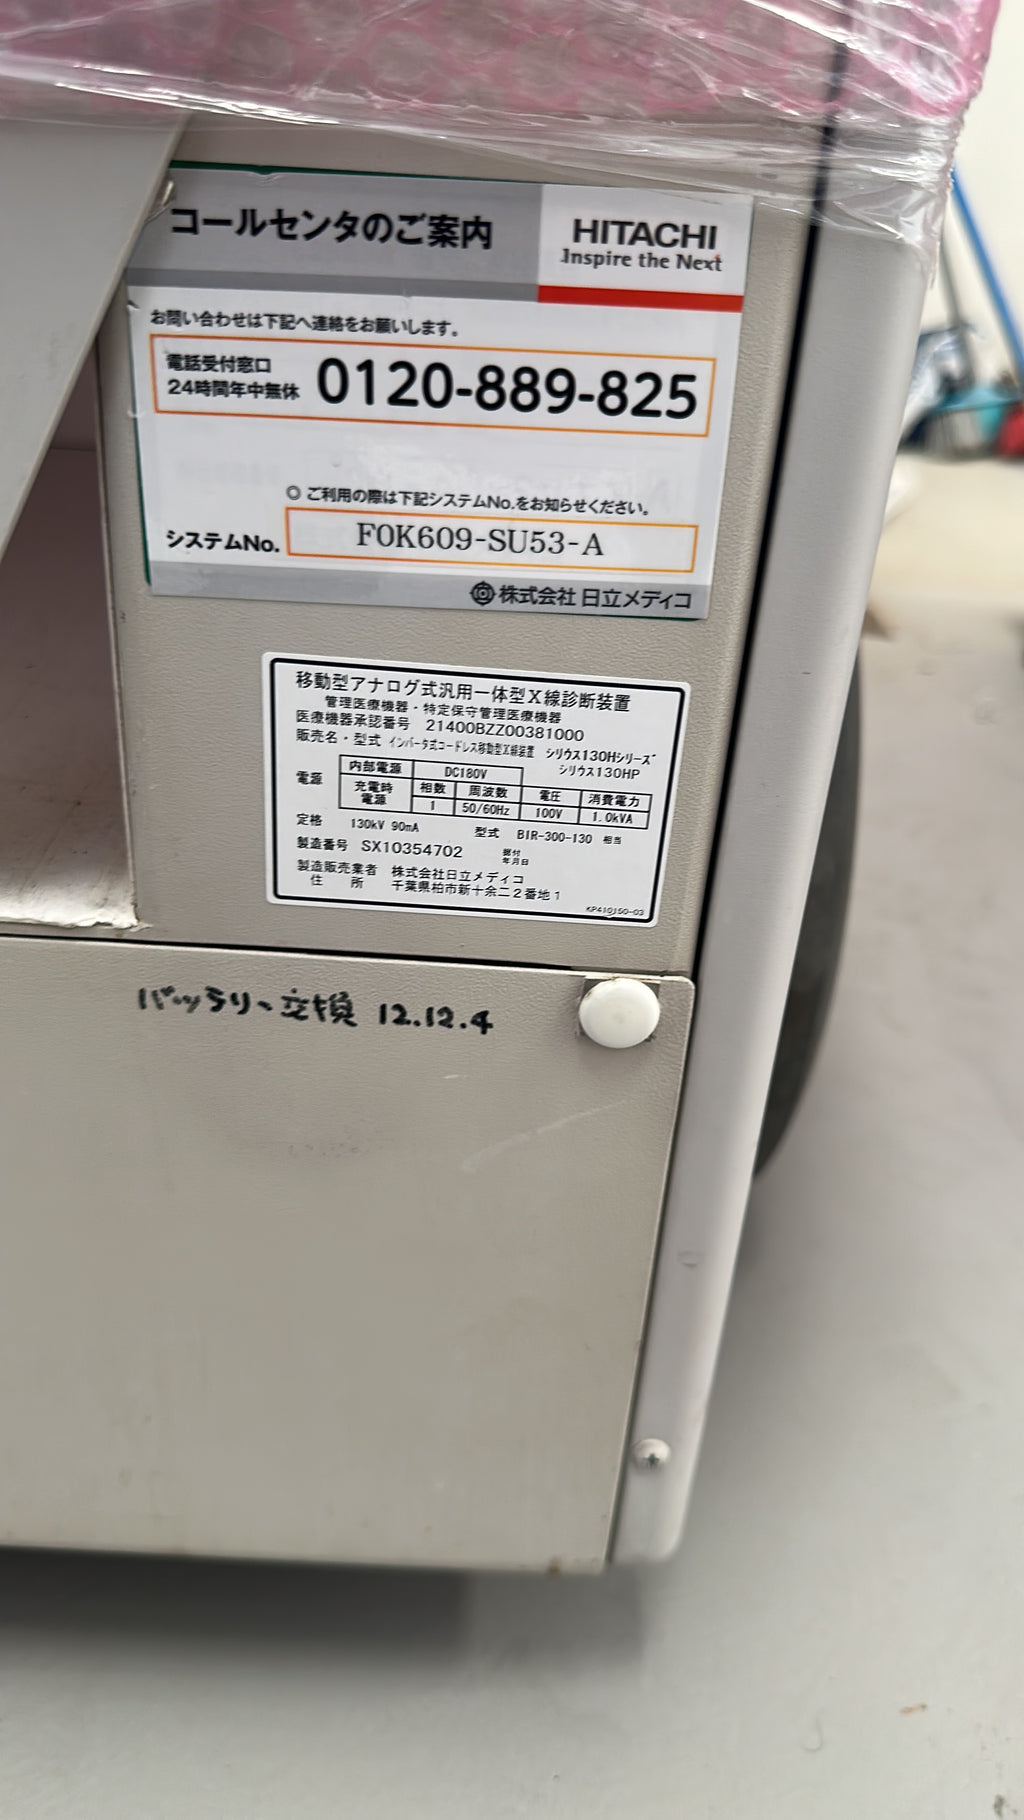 コールセンタのご案内
HITACHI
Inspire the Next
お問い合わせは下記へ連絡をお願いします。
電話受付窓口
24時間年中無休
0120-889-825
◎ ご利用の際は下記システムNo.をお知らせください。
システムNo. F0K609-SU53-A
株式会社 日立メディコ
移動型アナログ式汎用一体型X線診断装置
管理医療機器・特定保守管理医療機器
医療機器承認番号 21400BZZ00381000
販売名・型式 インバータ式コードレス移動型X線装置 シリウス130Hシリーズ
シリウス130HP
電源 内部電源 DC180V
充電時電源 相数 周波数 電圧 消費電力
1 50/60Hz 100V 1.0kVA
定格 130kV 90mA 型式 BIR-300-130 相当
製造番号 SX10354702 据付年月日
製造販売業者 株式会社日立メディコ
住所 千葉県柏市新十余二2番地1
KP410150-03
バッテリー交換 12.12.4